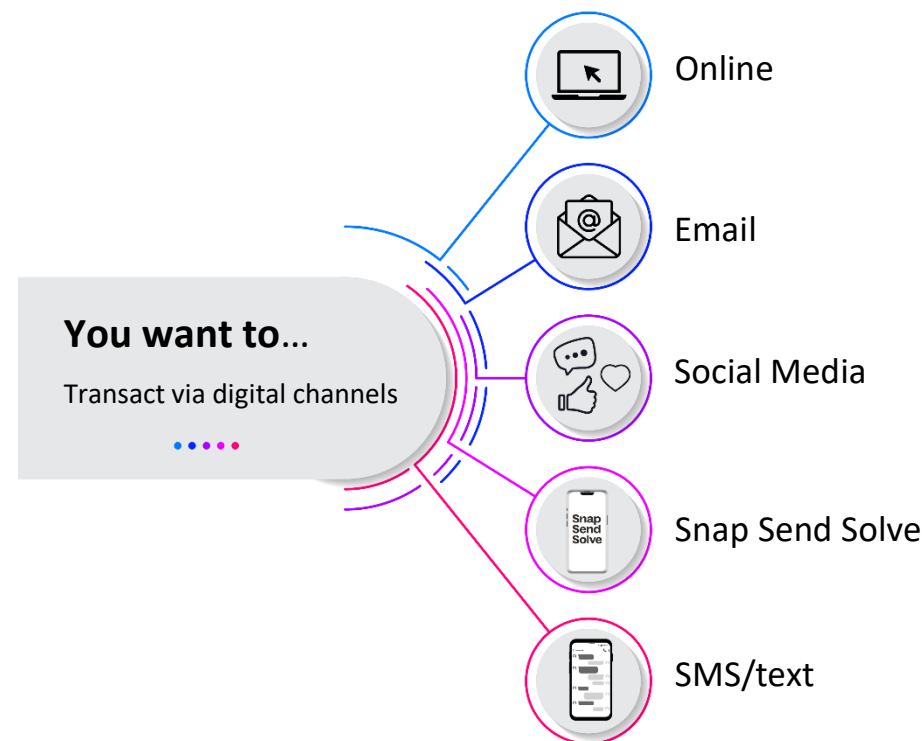 Online
Email
You want to...
Transact via digital channels
Social Media
Snap
Send
Solve
Snap Send Solve
SMS/text
@